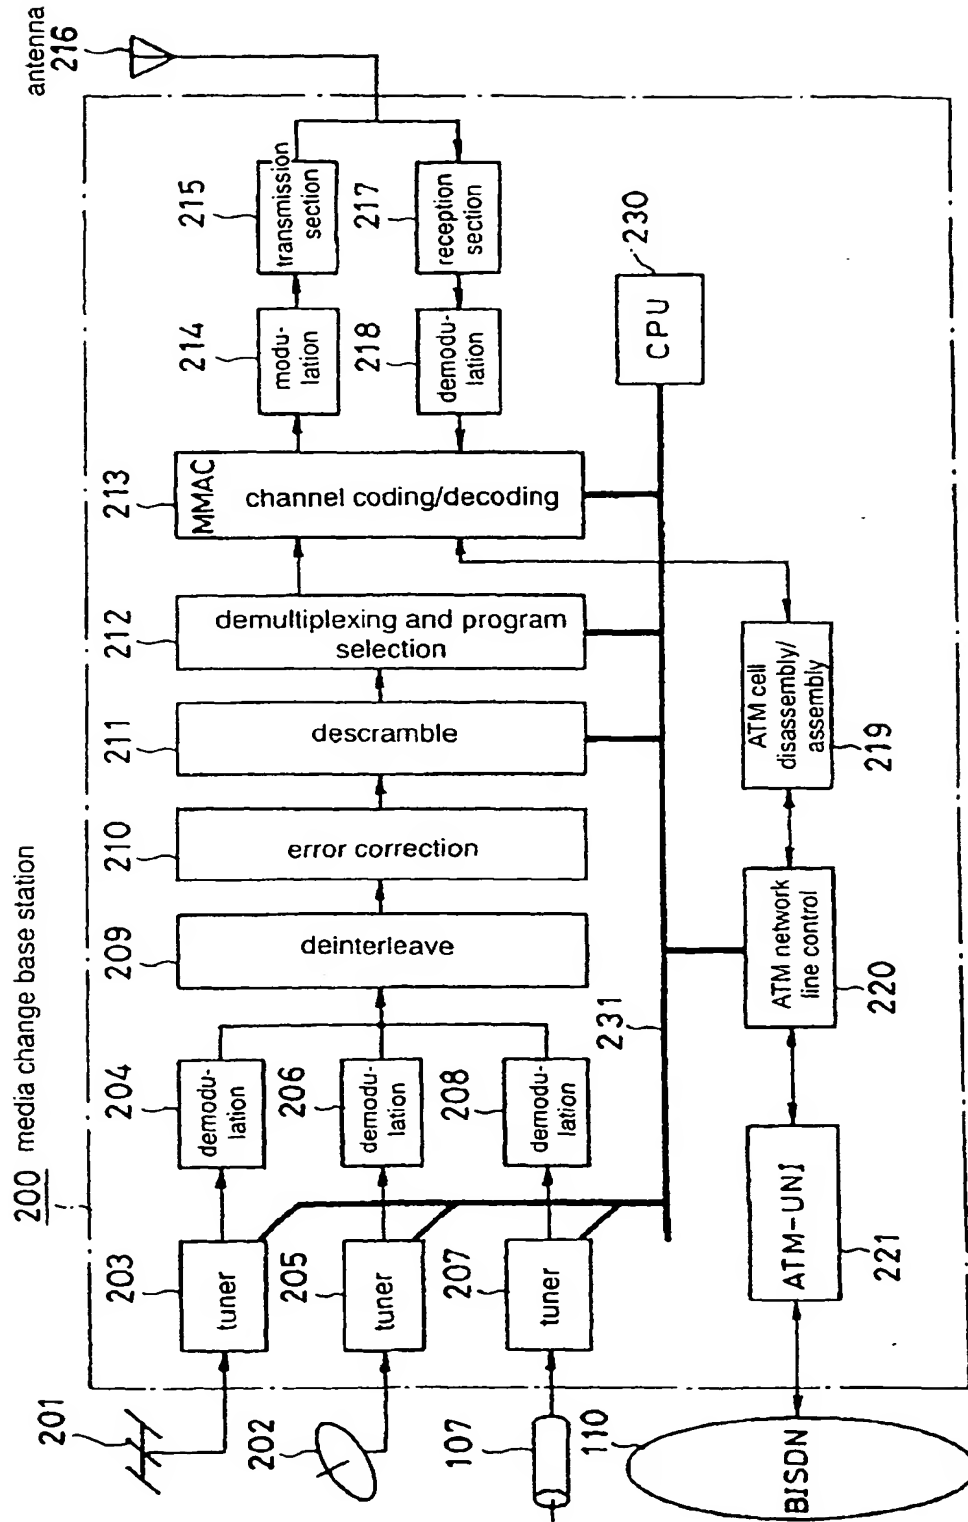 200 media change base station
antenna
216
201
203
tuner
204
demodu-
lation
209
deinterleave
210
error correction
211
descramble
212
demultiplexing and program
selection
213
MMAC
channel coding/decoding
214
modu-
lation
215
transmission
section
202
205
tuner
206
demodu-
lation
218
demodu-
lation
217
reception
section
107
207
tuner
208
demodu-
lation
231
CPU
230
110
BISDN
ATM-UNI
221
ATM network
line control
220
ATM cell
disassembly/
assembly
219